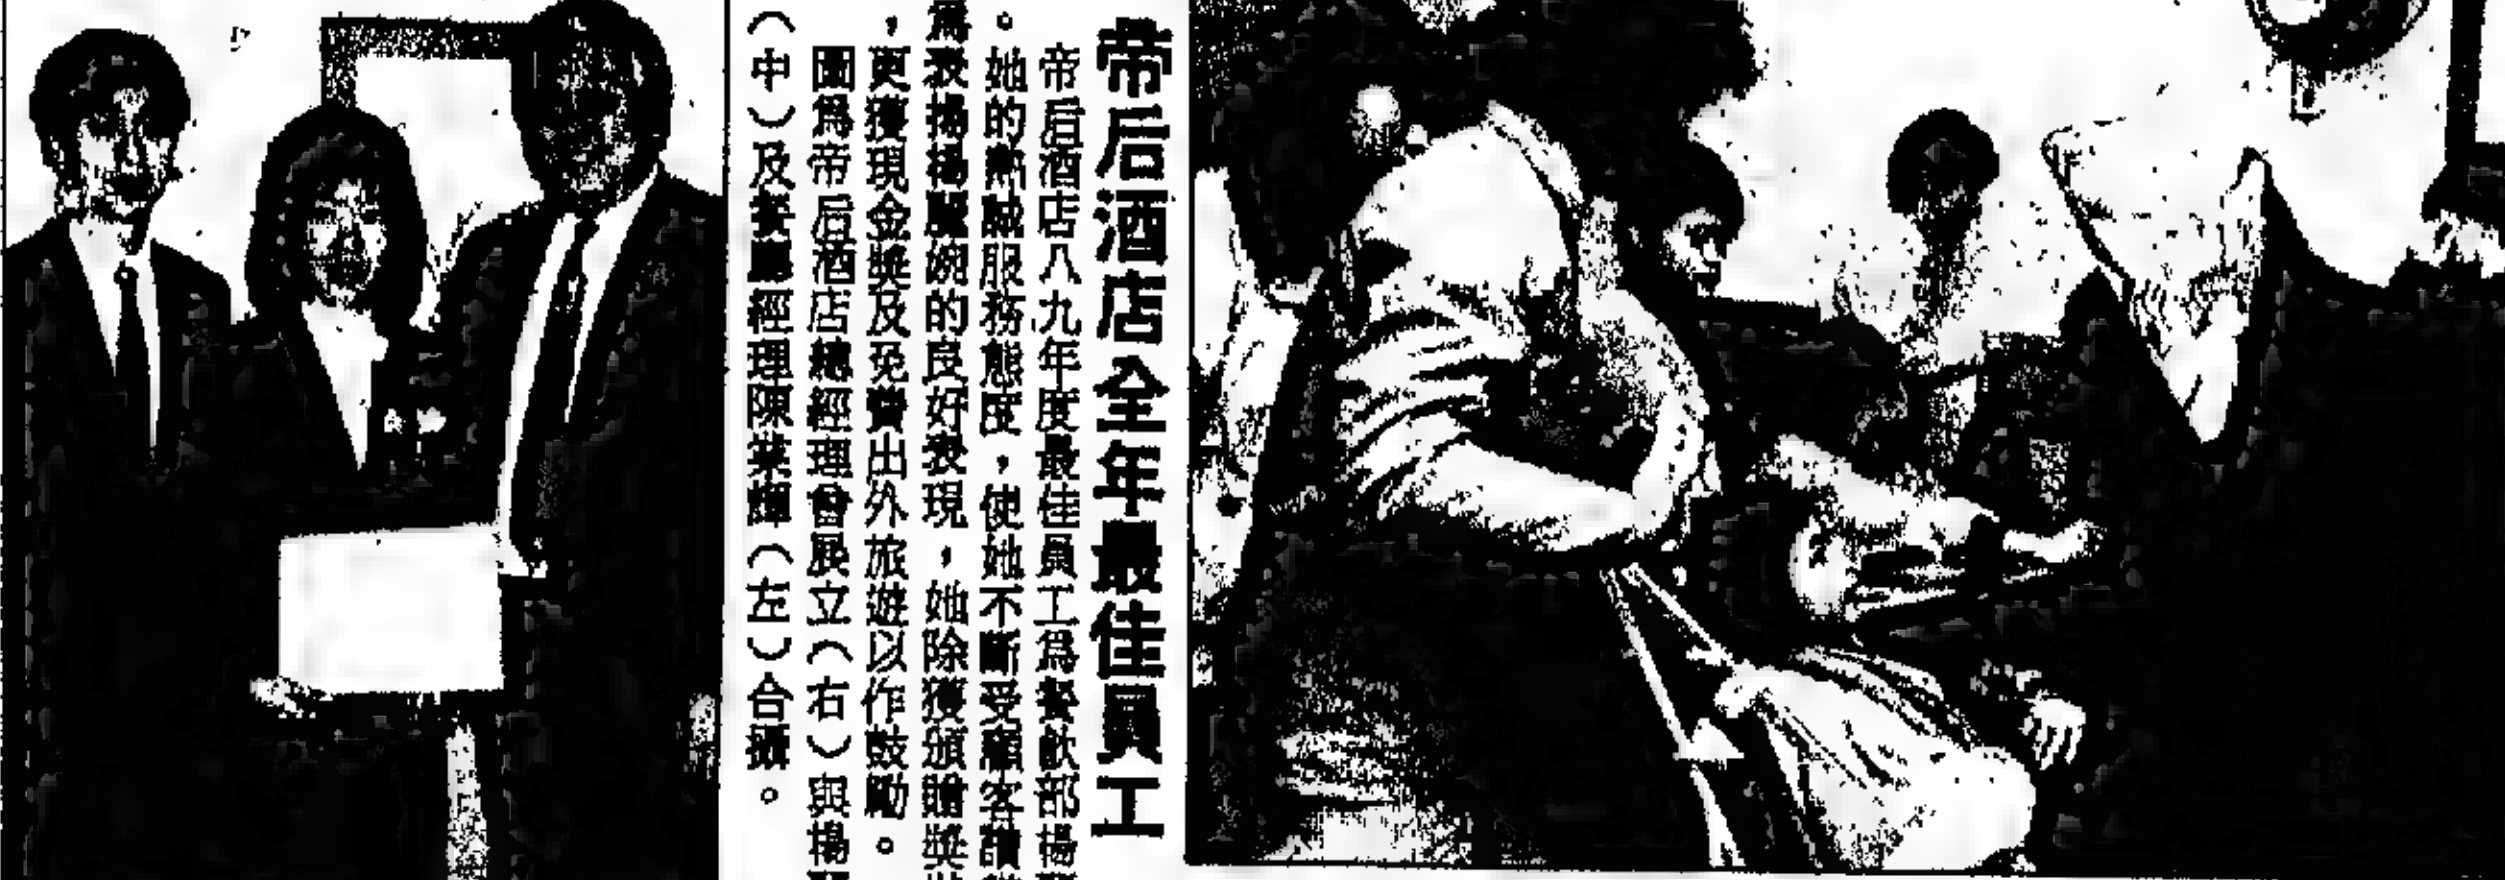 帝后酒店全年最佳員工
帝后酒店八九年度最佳員工為餐飲部楊
。她的熱誠服務態度，使她不斷受顧客讚
為表揚楊麗嫦的良好表現，她除獲頒贈獎
，更獲現金獎及免費出外旅遊以作鼓勵。
圖為帝后酒店總經理曾展立（右）與楊
（中）及餐廳經理陳業輝（左）合攝。